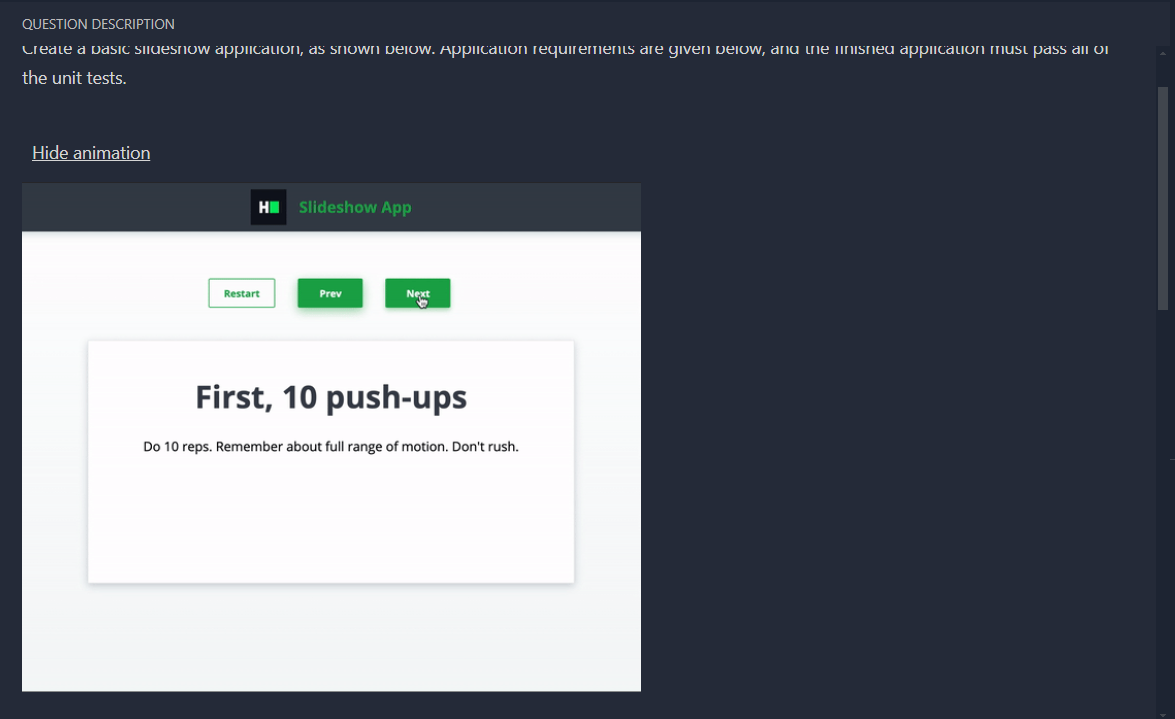 QUESTION DESCRIPTION
Create a basic slideshow application, as shown below. Application requirements are given below, and the finished application must pass all of
the unit tests.
Hide animation
H
Slideshow App
Restart
Prev
Next
First, 10 push-ups
Do 10 reps. Remember about full range of motion. Don't rush.